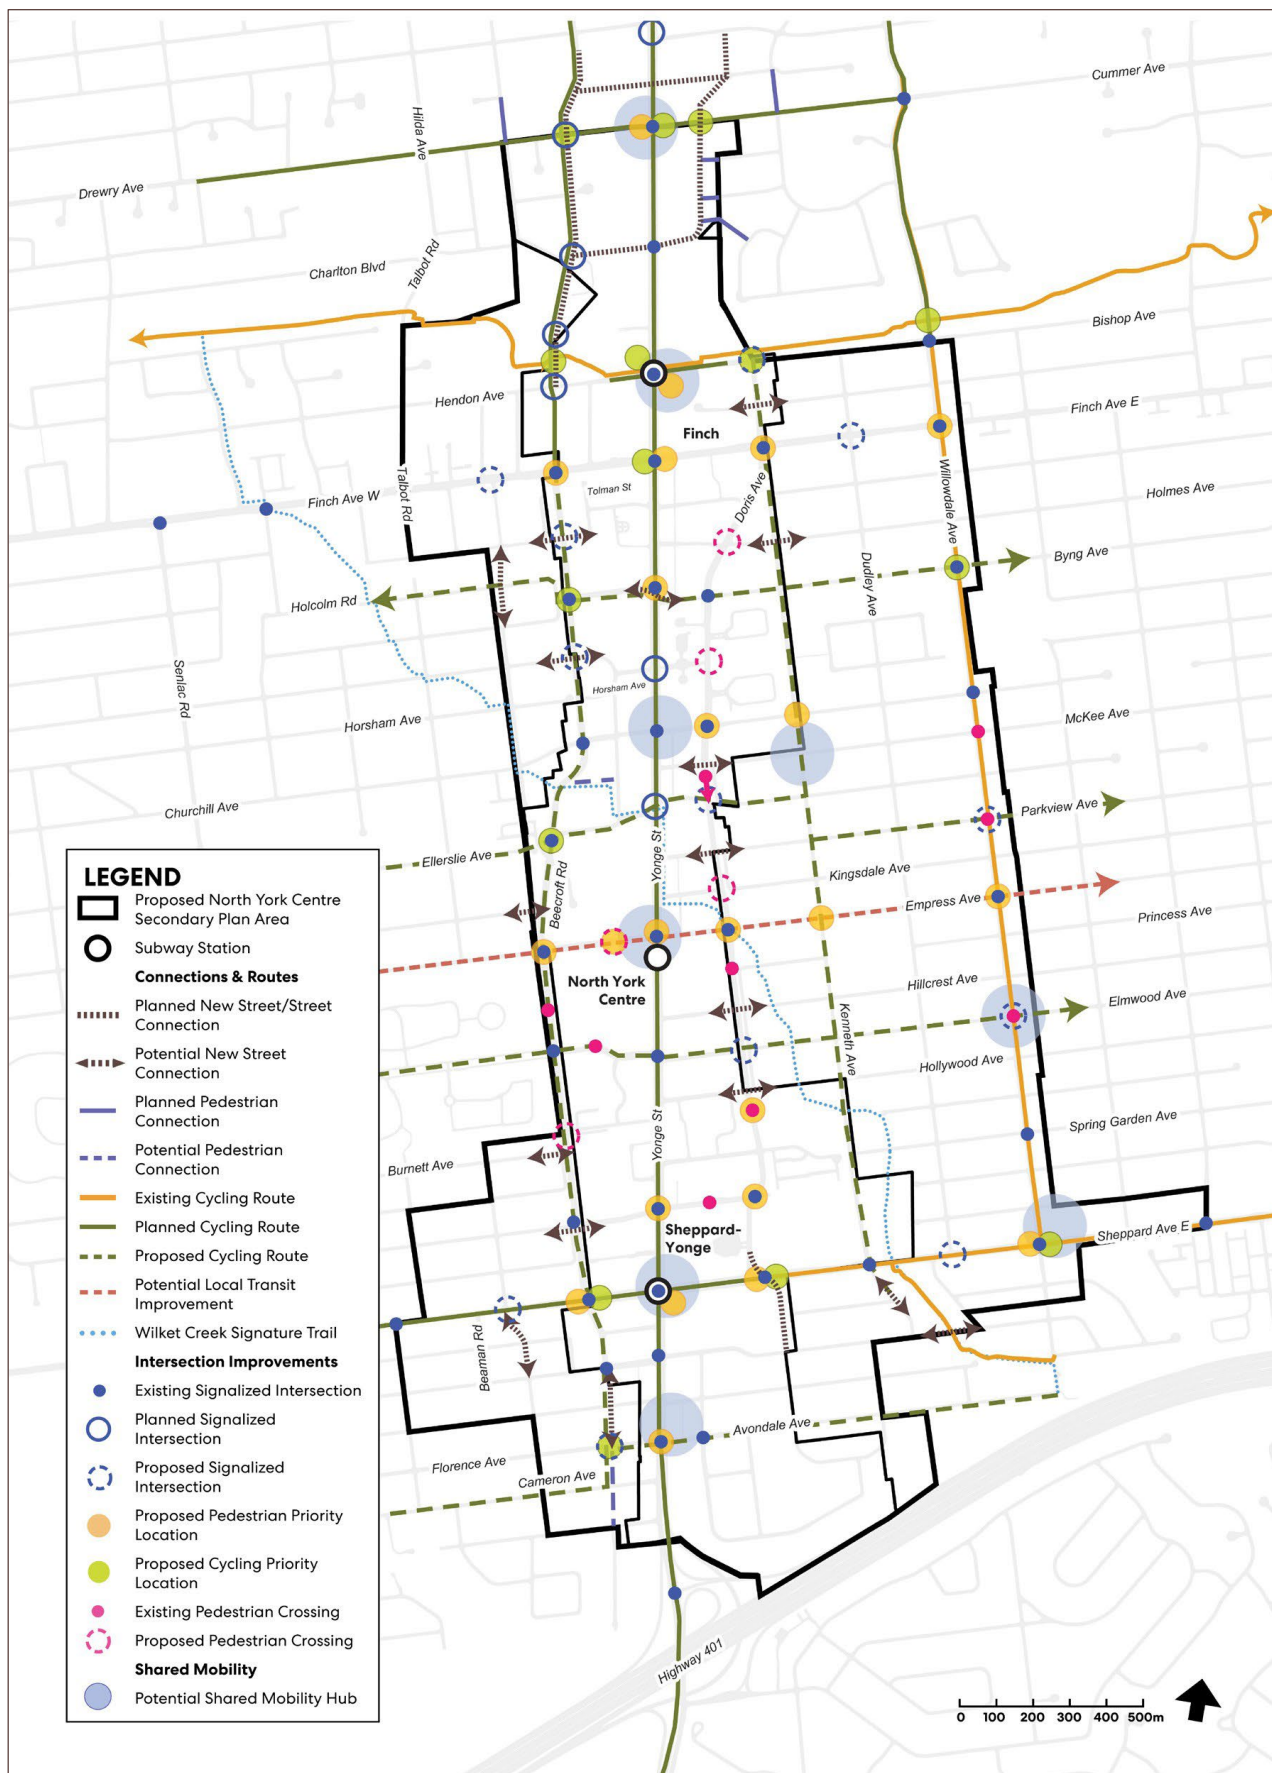 Cummer Ave
Hilda Ave
Drewry Ave
Talbot Rd
Charlton Blvd
Bishop Ave
Hendon Ave
Finch Ave E
Finch
Talbot Rd
Willowdale Ave
Tolman St
Doris Ave
Holmes Ave
Finch Ave W
Byng Ave
Dudley Ave
Holcolm Rd
Senlac Rd
Horsham Ave
McKee Ave
Horsham Ave
Churchill Ave
Parkview Ave
Yonge St
Ellerslie Ave
Kingsdale Ave
Beecroft Rd
Empress Ave
Princess Ave
North York
Centre
Hillcrest Ave
Elmwood Ave
Kenneth Ave
Hollywood Ave
Yonge St
Spring Garden Ave
Burnett Ave
Sheppard-
Yonge
Sheppard Ave E
Beaman Rd
Avondale Ave
Florence Ave
Cameron Ave
Highway 401
LEGEND
Proposed North York Centre
Secondary Plan Area
Subway Station
Connections & Routes
Planned New Street/Street
Connection
Potential New Street
Connection
Planned Pedestrian
Connection
Potential Pedestrian
Connection
Existing Cycling Route
Planned Cycling Route
Proposed Cycling Route
Potential Local Transit
Improvement
Wilket Creek Signature Trail
Intersection Improvements
Existing Signalized Intersection
Planned Signalized
Intersection
Proposed Signalized
Intersection
Proposed Pedestrian Priority
Location
Proposed Cycling Priority
Location
Existing Pedestrian Crossing
Proposed Pedestrian Crossing
Shared Mobility
Potential Shared Mobility Hub
0 100 200 300 400 500m